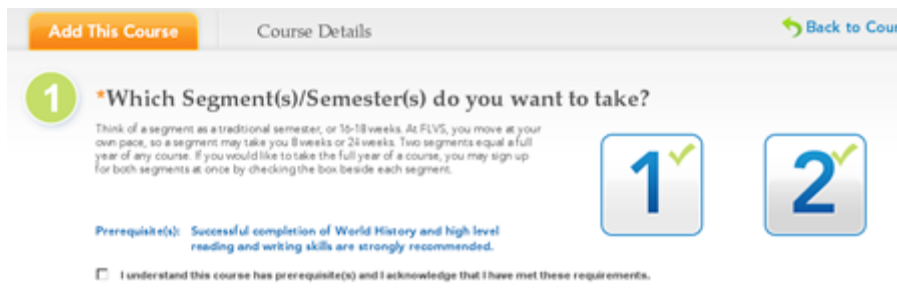 Add This Course
Course Details
Back to Cour
1
*Which Segment(s)/Semester(s) do you want to take?
Think of a segment as a traditional semester, or 16-18 weeks. At FLVS, you move at your
own pace, so a segment may take you 8 weeks or 24 weeks. Two segments equal a full
year of any course. If you would like to take the full year of a course, you may sign up
for both segments at once by checking the box beside each segment.
1
2
Prerequisite(s): Successful completion of World History and high level
reading and writing skills are strongly recommended.
I understand this course has prerequisite(s) and I acknowledge that I have met these requirements.